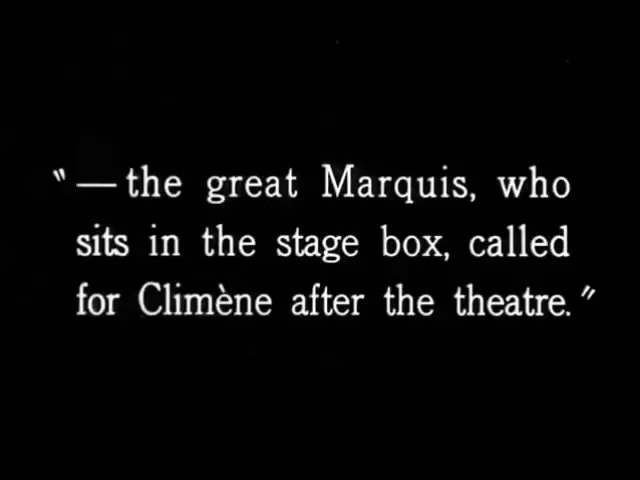 "—the great Marquis, who
sits in the stage box, called
for Climène after the theatre."